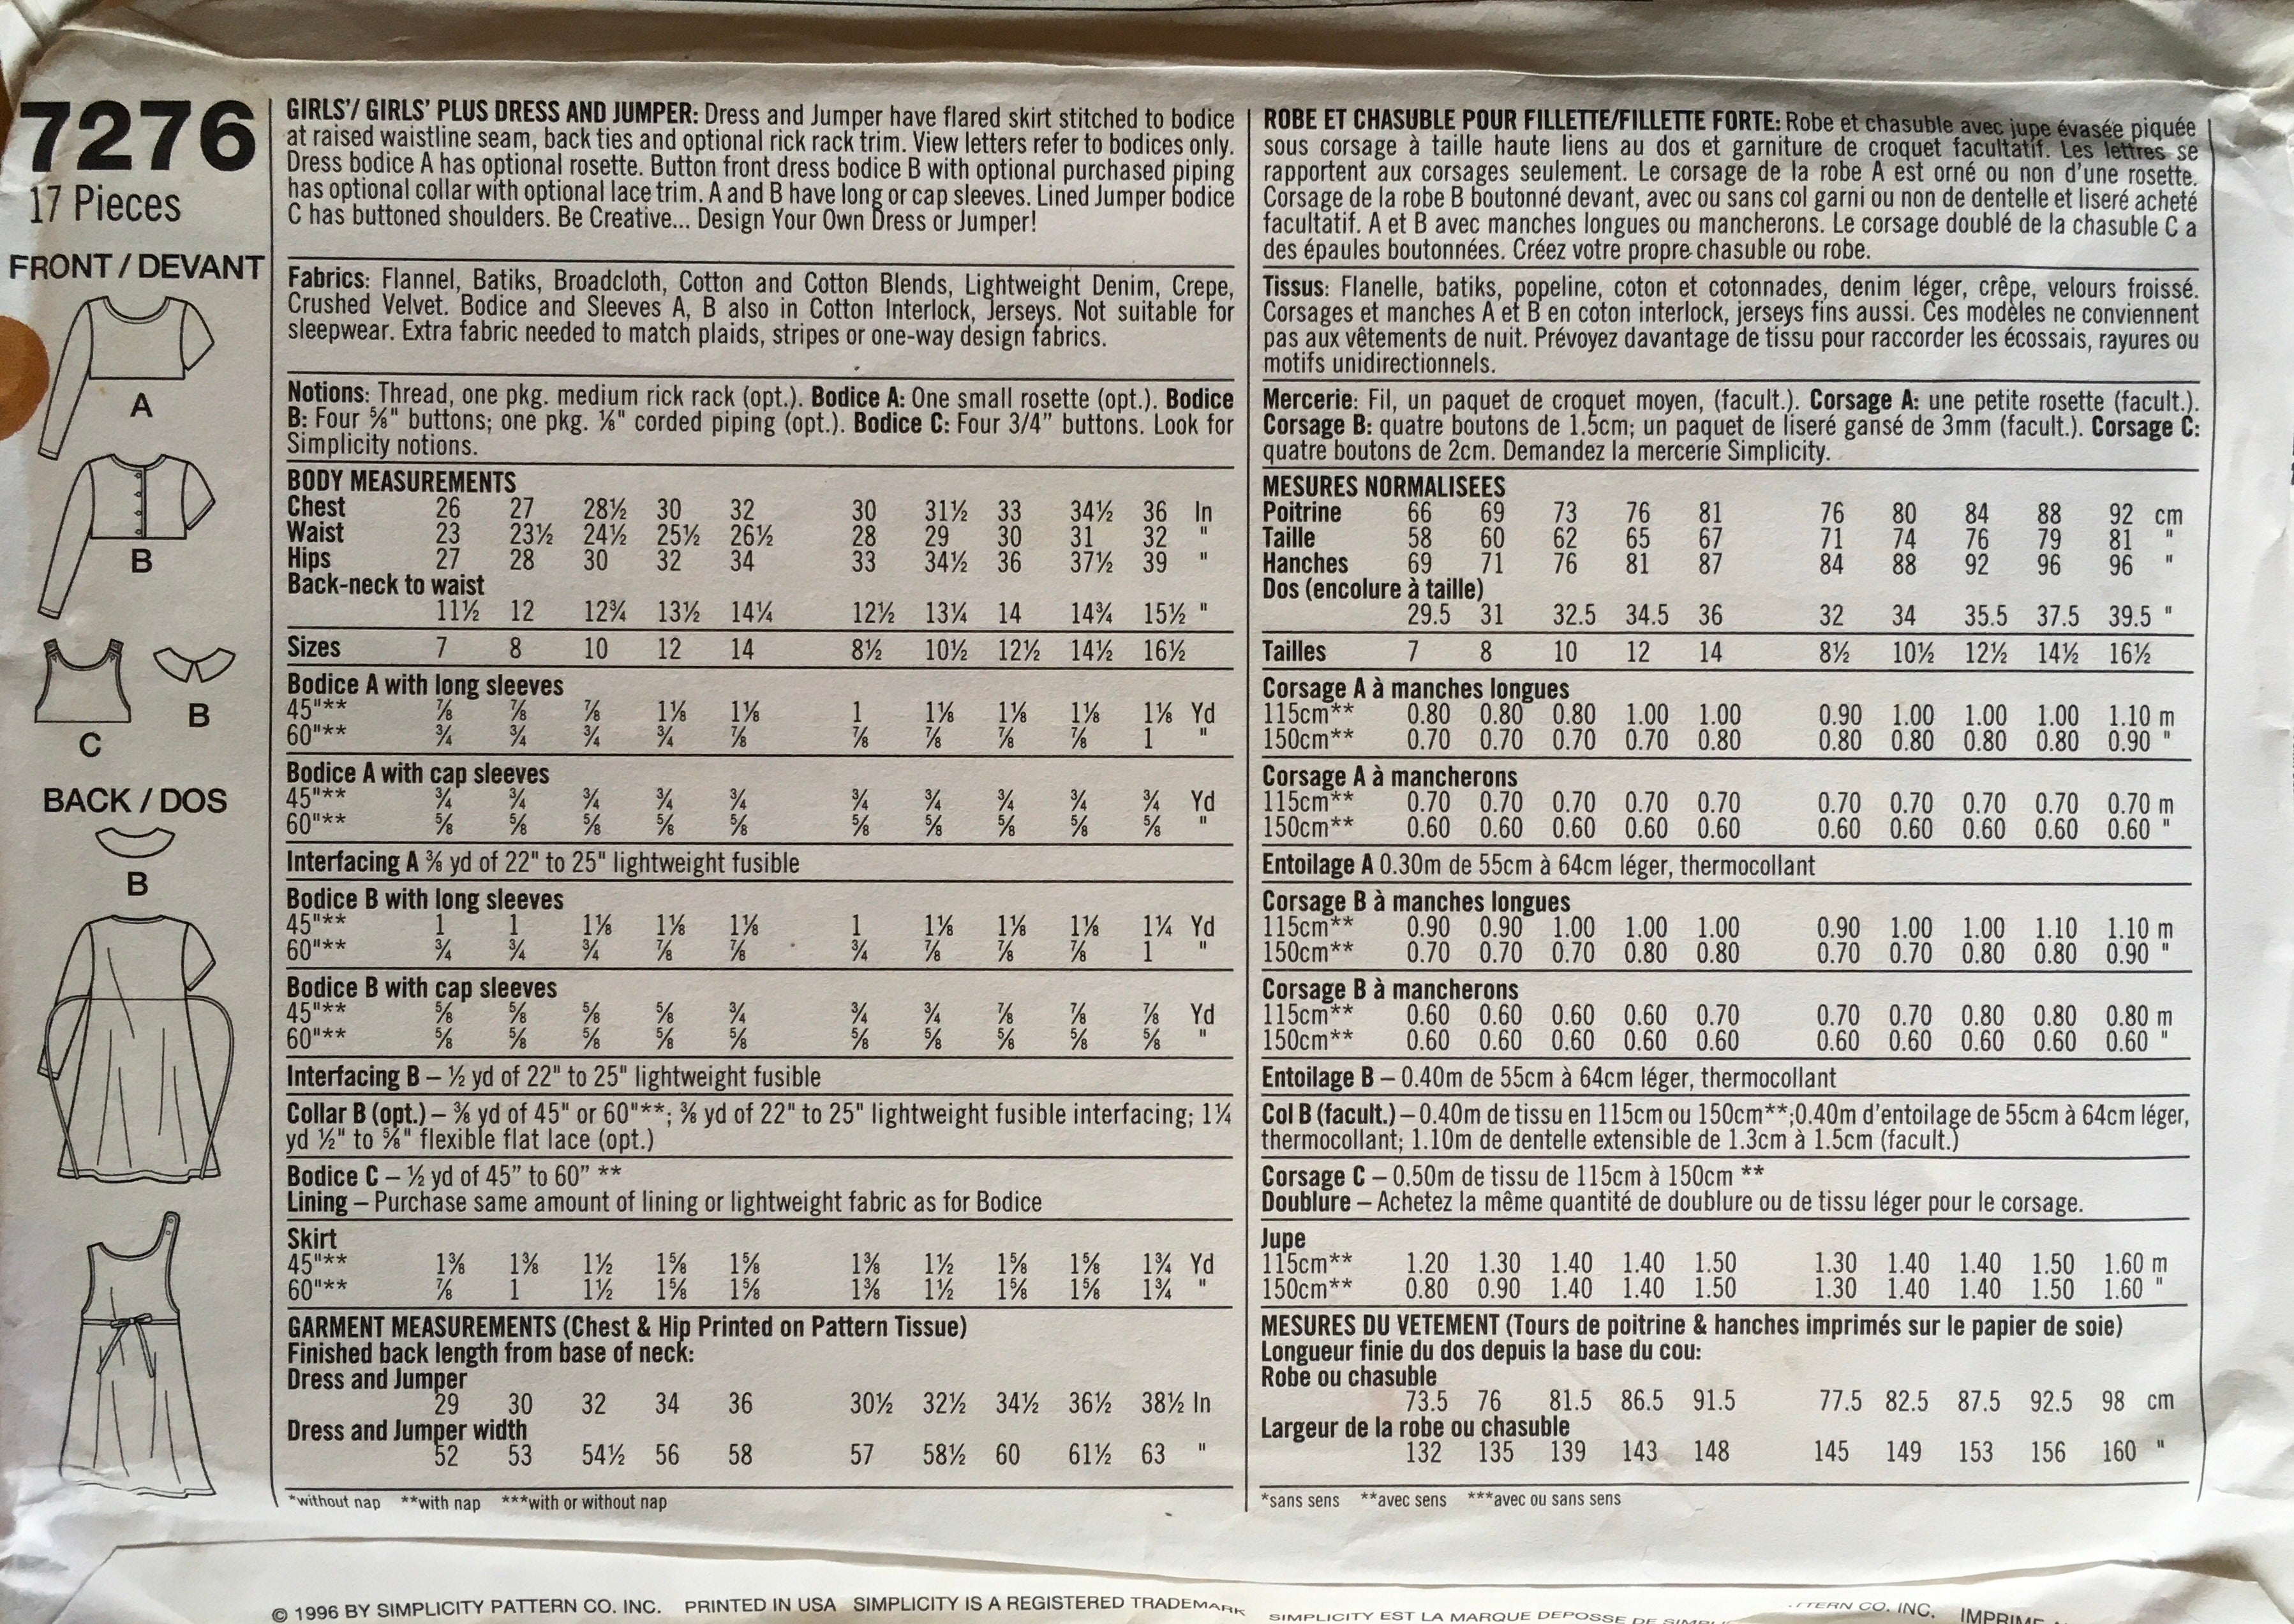 7276
17 Pieces
FRONT / DEVANT
A
B
C
B
BACK / DOS
B
GIRLS'/ GIRLS' PLUS DRESS AND JUMPER: Dress and Jumper have flared skirt stitched to bodice
at raised waistline seam, back ties and optional rick rack trim. View letters refer to bodices only.
Dress bodice A has optional rosette. Button front dress bodice B with optional purchased piping
has optional collar with optional lace trim. A and B have long or cap sleeves. Lined Jumper bodice
C has buttoned shoulders. Be Creative... Design Your Own Dress or Jumper!
Fabrics: Flannel, Batiks, Broadcloth, Cotton and Cotton Blends, Lightweight Denim, Crepe,
Crushed Velvet. Bodice and Sleeves A, B also in Cotton Interlock, Jerseys. Not suitable for
sleepwear. Extra fabric needed to match plaids, stripes or one-way design fabrics.
Notions: Thread, one pkg. medium rick rack (opt.). Bodice A: One small rosette (opt.). Bodice
B: Four ⅝" buttons; one pkg. ⅛" corded piping (opt.). Bodice C: Four 3/4" buttons. Look for
Simplicity notions.
BODY MEASUREMENTS
Chest 26 27 28½ 30 32 30 31½ 33 34½ 36 In
Waist 23 23½ 24½ 25½ 26½ 28 29 30 31 32 "
Hips 27 28 30 32 34 33 34½ 36 37½ 39 "
Back-neck to waist
11½ 12 12¾ 13½ 14¼ 12½ 13¼ 14 14¾ 15½ "
Sizes 7 8 10 12 14 8½ 10½ 12½ 14½ 16½
Bodice A with long sleeves
45"** ⅞ ⅞ ⅞ 1⅛ 1⅛ 1 1⅛ 1⅛ 1⅛ 1⅛ Yd
60"** ¾ ¾ ¾ ¾ ⅞ ⅞ ⅞ ⅞ ⅞ 1 "
Bodice A with cap sleeves
45"** ¾ ¾ ¾ ¾ ¾ ¾ ¾ ¾ ¾ ¾ Yd
60"** ⅝ ⅝ ⅝ ⅝ ⅝ ⅝ ⅝ ⅝ ⅝ ⅝ "
Interfacing A ⅜ yd of 22" to 25" lightweight fusible
Bodice B with long sleeves
45"** 1 1 1⅛ 1⅛ 1⅛ 1 1⅛ 1⅛ 1⅛ 1¼ Yd
60"** ¾ ¾ ¾ ⅞ ⅞ ¾ ⅞ ⅞ ⅞ 1 "
Bodice B with cap sleeves
45"** ⅝ ⅝ ⅝ ⅝ ¾ ¾ ¾ ⅞ ⅞ ⅞ Yd
60"** ⅝ ⅝ ⅝ ⅝ ⅝ ⅝ ⅝ ⅝ ⅝ ⅝ "
Interfacing B – ½ yd of 22" to 25" lightweight fusible
Collar B (opt.) – ⅜ yd of 45" or 60"**; ⅜ yd of 22" to 25" lightweight fusible interfacing; 1¼
yd ½" to ⅝" flexible flat lace (opt.)
Bodice C – ½ yd of 45" to 60" **
Lining – Purchase same amount of lining or lightweight fabric as for Bodice
Skirt
45"** 1⅜ 1⅜ 1½ 1⅝ 1⅝ 1⅜ 1½ 1⅝ 1⅝ 1¾ Yd
60"** ⅞ 1 1½ 1⅝ 1⅝ 1⅜ 1½ 1⅝ 1⅝ 1¾ "
GARMENT MEASUREMENTS (Chest & Hip Printed on Pattern Tissue)
Finished back length from base of neck:
Dress and Jumper
29 30 32 34 36 30½ 32½ 34½ 36½ 38½ In
Dress and Jumper width
52 53 54½ 56 58 57 58½ 60 61½ 63 "
*without nap **with nap ***with or without nap
ROBE ET CHASUBLE POUR FILLETTE/FILLETTE FORTE: Robe et chasuble avec jupe évasée piquée
sous corsage à taille haute liens au dos et garniture de croquet facultatif. Les lettres se
rapportent aux corsages seulement. Le corsage de la robe A est orné ou non d'une rosette.
Corsage de la robe B boutonné devant, avec ou sans col garni ou non de dentelle et liseré acheté
facultatif. A et B avec manches longues ou mancherons. Le corsage doublé de la chasuble C a
des épaules boutonnées. Créez votre propre chasuble ou robe.
Tissus: Flanelle, batiks, popeline, coton et cotonnades, denim léger, crêpe, velours froissé.
Corsages et manches A et B en coton interlock, jerseys fins aussi. Ces modèles ne conviennent
pas aux vêtements de nuit. Prévoyez davantage de tissu pour raccorder les écossais, rayures ou
motifs unidirectionnels.
Mercerie: Fil, un paquet de croquet moyen, (facult.). Corsage A: une petite rosette (facult.).
Corsage B: quatre boutons de 1.5cm; un paquet de liseré gansé de 3mm (facult.). Corsage C:
quatre boutons de 2cm. Demandez la mercerie Simplicity.
MESURES NORMALISEES
Poitrine 66 69 73 76 81 76 80 84 88 92 cm
Taille 58 60 62 65 67 71 74 76 79 81 "
Hanches 69 71 76 81 87 84 88 92 96 96 "
Dos (encolure à taille)
29.5 31 32.5 34.5 36 32 34 35.5 37.5 39.5 "
Tailles 7 8 10 12 14 8½ 10½ 12½ 14½ 16½
Corsage A à manches longues
115cm** 0.80 0.80 0.80 1.00 1.00 0.90 1.00 1.00 1.00 1.10 m
150cm** 0.70 0.70 0.70 0.70 0.80 0.80 0.80 0.80 0.80 0.90 "
Corsage A à mancherons
115cm** 0.70 0.70 0.70 0.70 0.70 0.70 0.70 0.70 0.70 0.70 m
150cm** 0.60 0.60 0.60 0.60 0.60 0.60 0.60 0.60 0.60 0.60 "
Entoilage A 0.30m de 55cm à 64cm léger, thermocollant
Corsage B à manches longues
115cm** 0.90 0.90 1.00 1.00 1.00 0.90 1.00 1.00 1.10 1.10 m
150cm** 0.70 0.70 0.70 0.80 0.80 0.70 0.70 0.80 0.80 0.90 "
Corsage B à mancherons
115cm** 0.60 0.60 0.60 0.60 0.70 0.70 0.70 0.80 0.80 0.80 m
150cm** 0.60 0.60 0.60 0.60 0.60 0.60 0.60 0.60 0.60 0.60 "
Entoilage B – 0.40m de 55cm à 64cm léger, thermocollant
Col B (facult.) – 0.40m de tissu en 115cm ou 150cm**;0.40m d'entoilage de 55cm à 64cm léger,
thermocollant; 1.10m de dentelle extensible de 1.3cm à 1.5cm (facult.)
Corsage C – 0.50m de tissu de 115cm à 150cm **
Doublure – Achetez la même quantité de doublure ou de tissu léger pour le corsage.
Jupe
115cm** 1.20 1.30 1.40 1.40 1.50 1.30 1.40 1.40 1.50 1.60 m
150cm** 0.80 0.90 1.40 1.40 1.50 1.30 1.40 1.40 1.50 1.60 "
MESURES DU VETEMENT (Tours de poitrine & hanches imprimés sur le papier de soie)
Longueur finie du dos depuis la base du cou:
Robe ou chasuble
73.5 76 81.5 86.5 91.5 77.5 82.5 87.5 92.5 98 cm
Largeur de la robe ou chasuble
132 135 139 143 148 145 149 153 156 160 "
*sans sens **avec sens ***avec ou sans sens
© 1996 BY SIMPLICITY PATTERN CO. INC. PRINTED IN USA SIMPLICITY IS A REGISTERED TRADEMARK
SIMPLICITY EST LA MARQUE DEPOSSE DE
CO. INC.